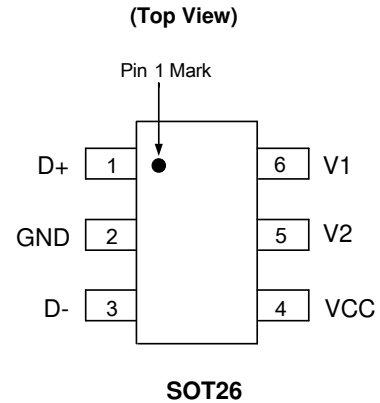 (Top View)
Pin 1 Mark
D+ 1 6 V1
GND 2 5 V2
D- 3 4 VCC
SOT26